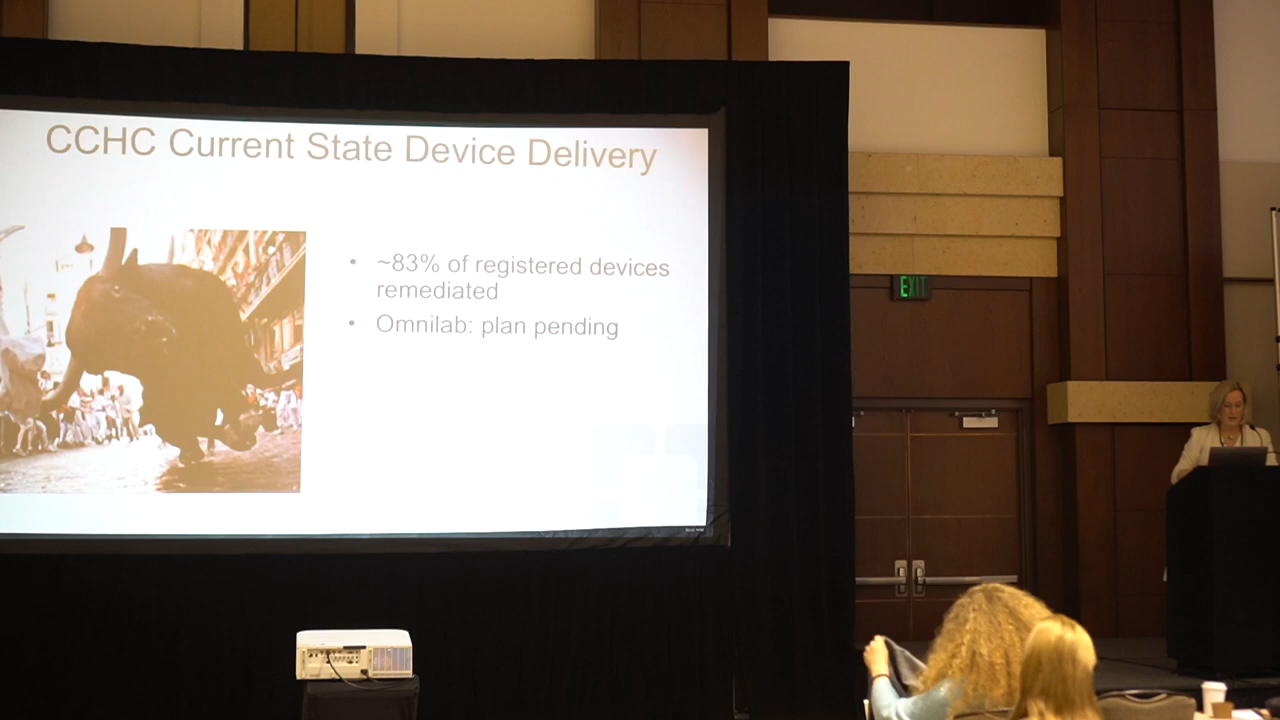 CCHC Current State Device Delivery
• ~83% of registered devices
remediated
• Omnilab: plan pending
EXIT